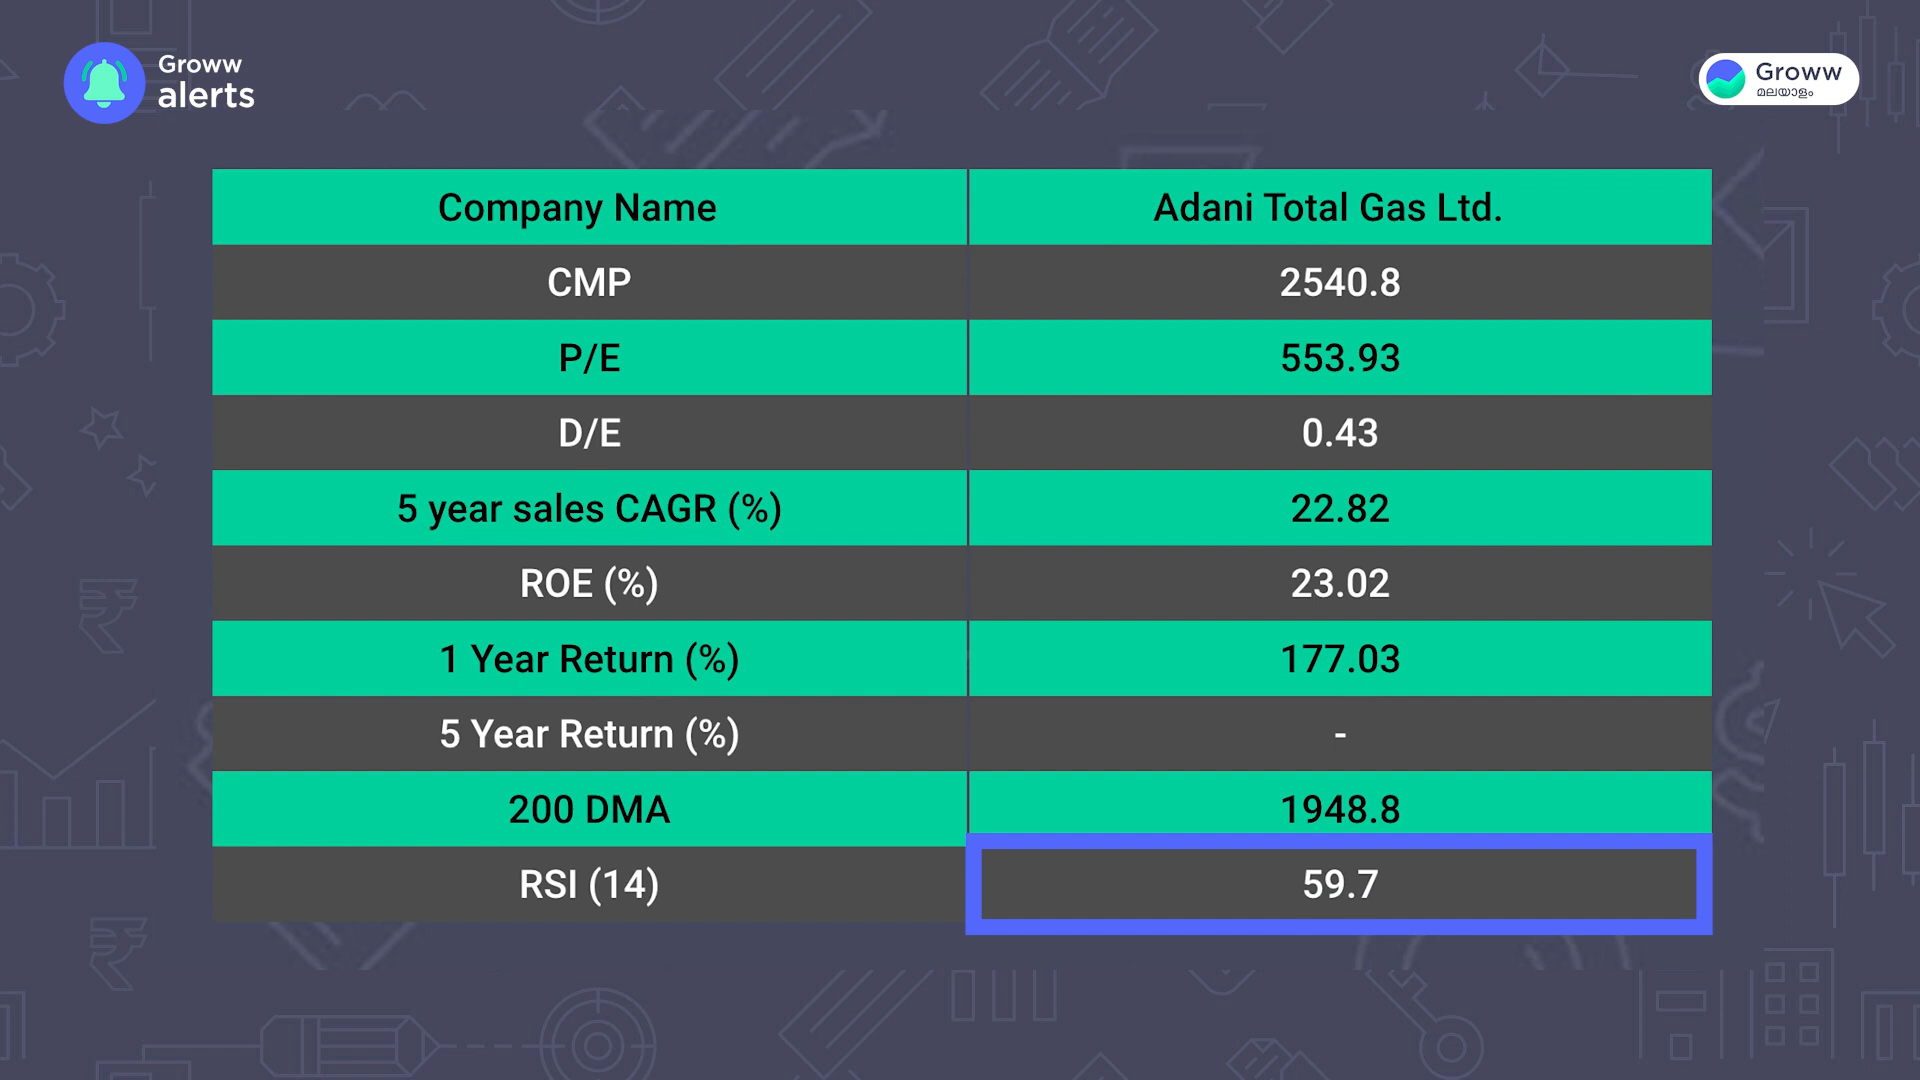 Groww
alerts
Groww
മലയാളം
Company Name
Adani Total Gas Ltd.
CMP
2540.8
P/E
553.93
D/E
0.43
5 year sales CAGR (%)
22.82
ROE (%)
23.02
1 Year Return (%)
177.03
5 Year Return (%)
-
200 DMA
1948.8
RSI (14)
59.7